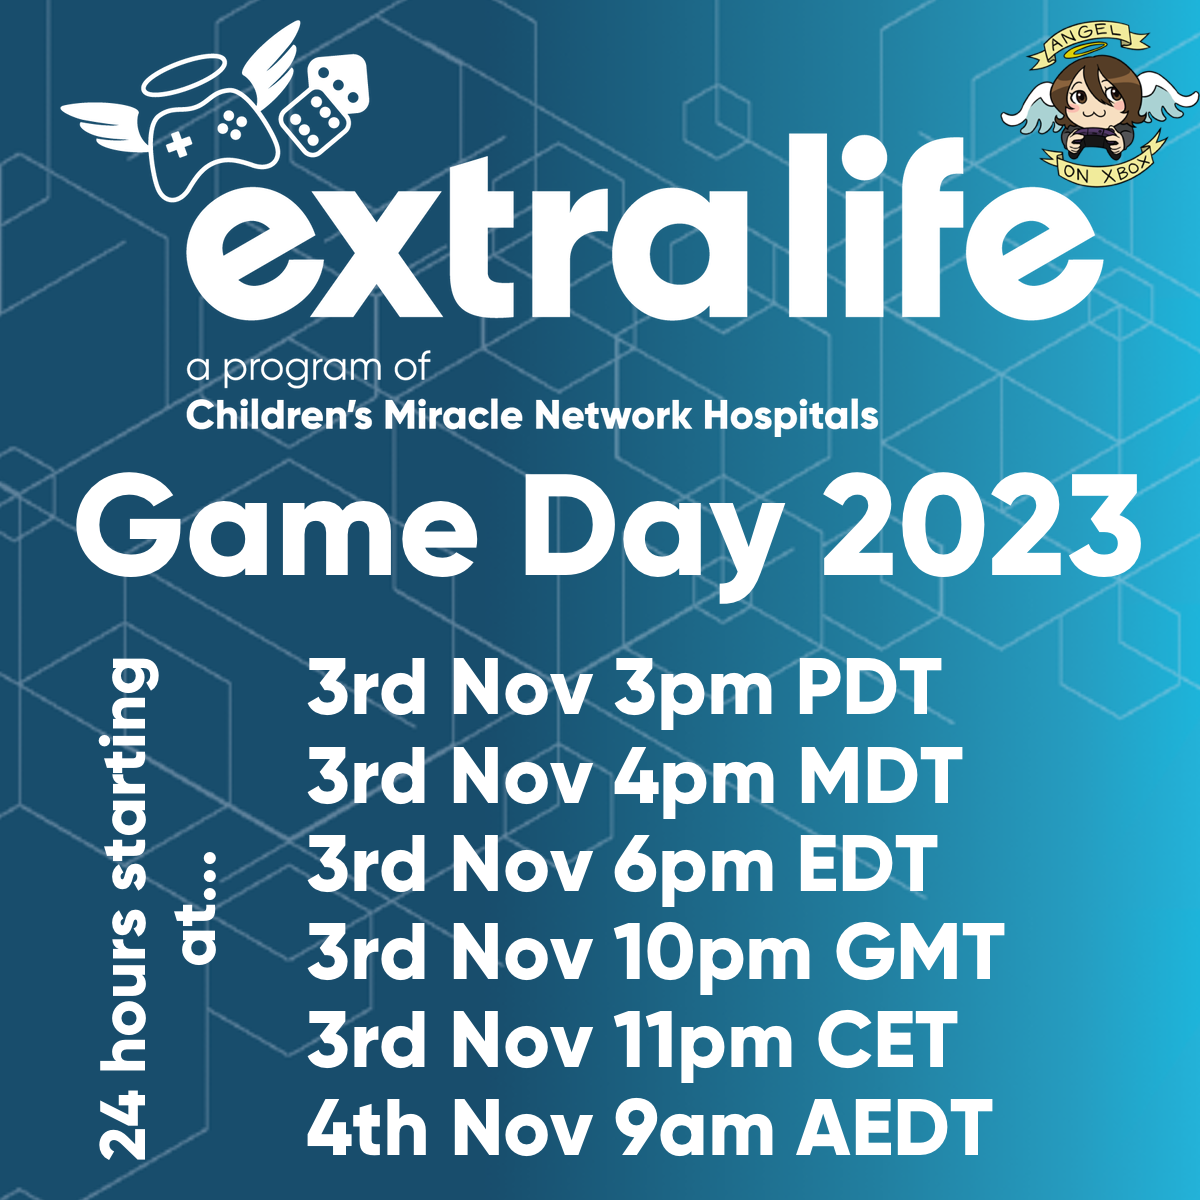 ANGEL
ON XBOX
extralife
a program of
Children's Miracle Network Hospitals
Game Day 2023
24 hours starting
at...
3rd Nov 3pm PDT
3rd Nov 4pm MDT
3rd Nov 6pm EDT
3rd Nov 10pm GMT
3rd Nov 11pm CET
4th Nov 9am AEDT